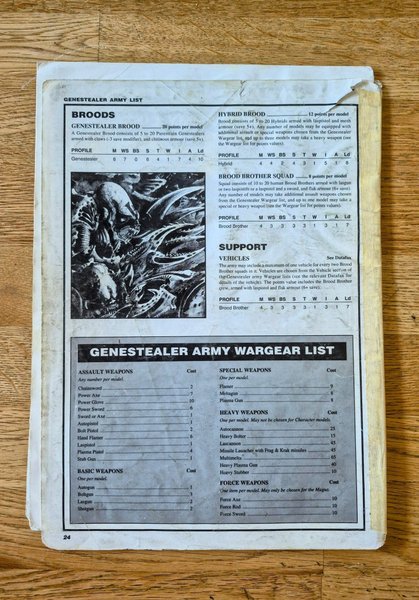 GENESTEALER ARMY LIST
BROODS
GENESTEALER BROOD 20 points per model
A Genestealer Brood consists of 5 to 20 Purestrain Genestealers
armed with claws (-3 save modifier), and chitinous armour (save 5+).
PROFILE M WS BS S T W I A Ld
Genestealer 6 7 0 6 4 1 7 4 10
HYBRID BROOD 12 points per model
Brood consists of 5 to 20 Hybrids armed with laspistol and mesh
armour (save 5+). Any number of models may be equipped with
additional assault or special weapons chosen from the Genestealer
Wargear list, and up to three models may take a heavy weapon (see
the Wargear list for points values).
PROFILE M WS BS S T W I A Ld
Hybrid 4 4 2 4 3 1 5 1 8
BROOD BROTHER SQUAD 8 points per model
Squad consists of 10 to 20 human Brood Brothers armed with lasgun
or two laspistols or a laspistol and a sword, and flak armour (6+ save).
Any number of models may take additional assault weapons chosen
from the Genestealer Wargear list, and up to one model may take a
special or heavy weapon (see the Wargear list for points values).
PROFILE M WS BS S T W I A Ld
Brood Brother 4 3 3 3 3 1 3 1 7
SUPPORT
VEHICLES See Datafax
The army may include a maximum of one vehicle for every two Brood
Brother squads in it. Vehicles are chosen from the Vehicle section of
the Genestealer army Wargear lists (see the relevant Datafax for
details of the vehicle). The points value includes the Brood Brother
crew, armed with laspistol and flak armour (6+ save).
PROFILE M WS BS S T W I A Ld
Brood Brother 4 3 3 3 3 1 3 1 7
GENESTEALER ARMY WARGEAR LIST
ASSAULT WEAPONS Cost
Any number per model.
Chainsword 2
Power Axe 7
Power Glove 10
Power Sword 6
Sword or Axe 1
Autopistol 1
Bolt Pistol 2
Hand Flamer 6
Laspistol 1
Plasma Pistol 4
Stub Gun 1
BASIC WEAPONS Cost
One per model.
Autogun 1
Boltgun 3
Lasgun 2
Shotgun 2
SPECIAL WEAPONS Cost
One per model.
Flamer 9
Meltagun 8
Plasma Gun 8
HEAVY WEAPONS Cost
One per model. May not be chosen for Character models.
Autocannon 25
Heavy Bolter 15
Lascannon 45
Missile Launcher with Frag & Krak missiles 45
Multimelta 65
Heavy Plasma Gun 40
Heavy Stubber 10
FORCE WEAPONS Cost
One item per model. May only be chosen for the Magus.
Force Axe 10
Force Rod 10
Force Sword 10
24